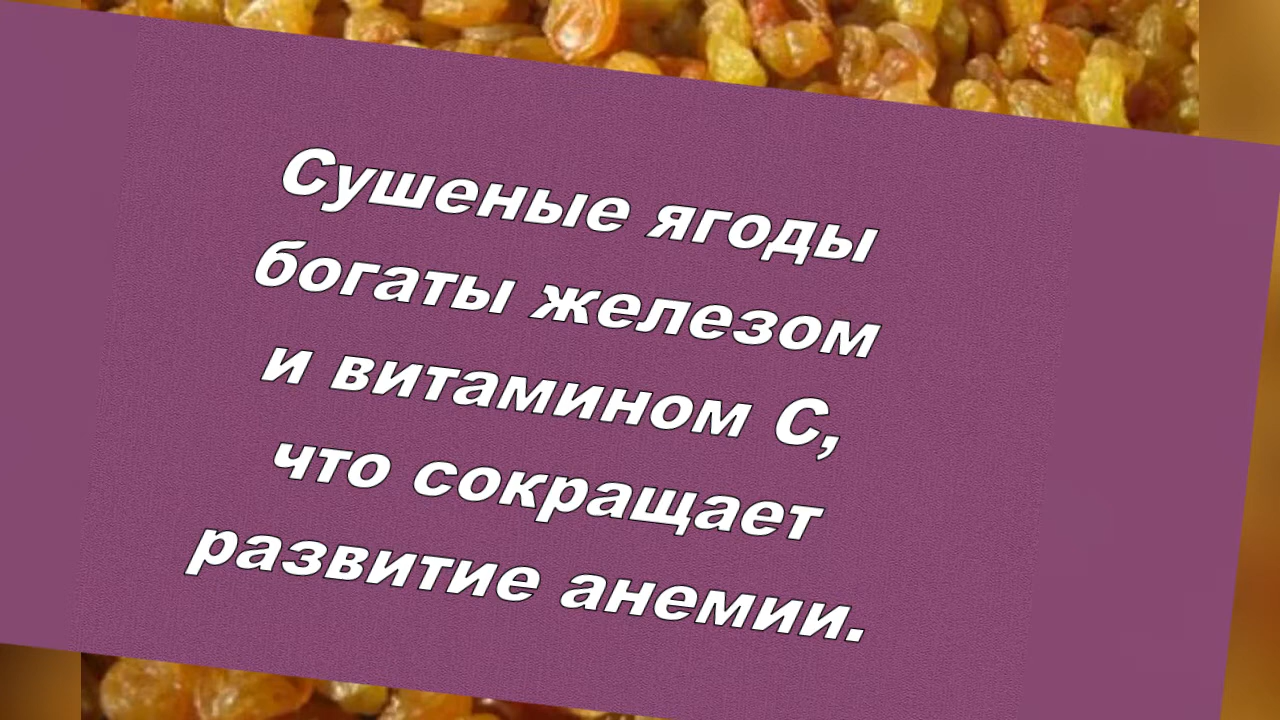 Сушеные ягоды
богаты железом
и витамином С,
что сокращает
развитие анемии.